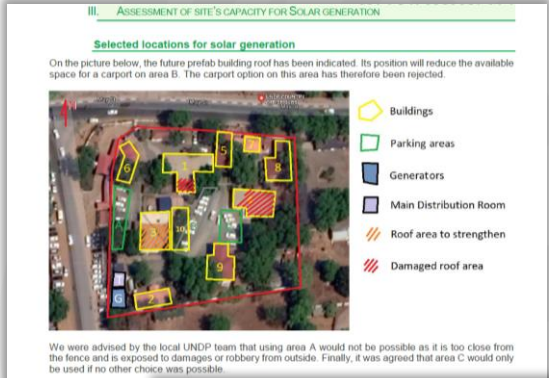 III. ASSESSMENT OF SITE'S CAPACITY FOR SOLAR GENERATION
Selected locations for solar generation
On the picture below, the future prefab building roof has been indicated. Its position will reduce the available
space for a carport on area B. The carport option on this area has therefore been rejected.
5
6
1
8
3
10
9
G
2
Buildings
Parking areas
Generators
Main Distribution Room
Roof area to strengthen
Damaged roof area
We were advised by the local UNDP team that using area A would not be possible as it is too close from
the fence and is exposed to damages or robbery from outside. Finally, it was agreed that area C would only
be used if no other choice was possible.